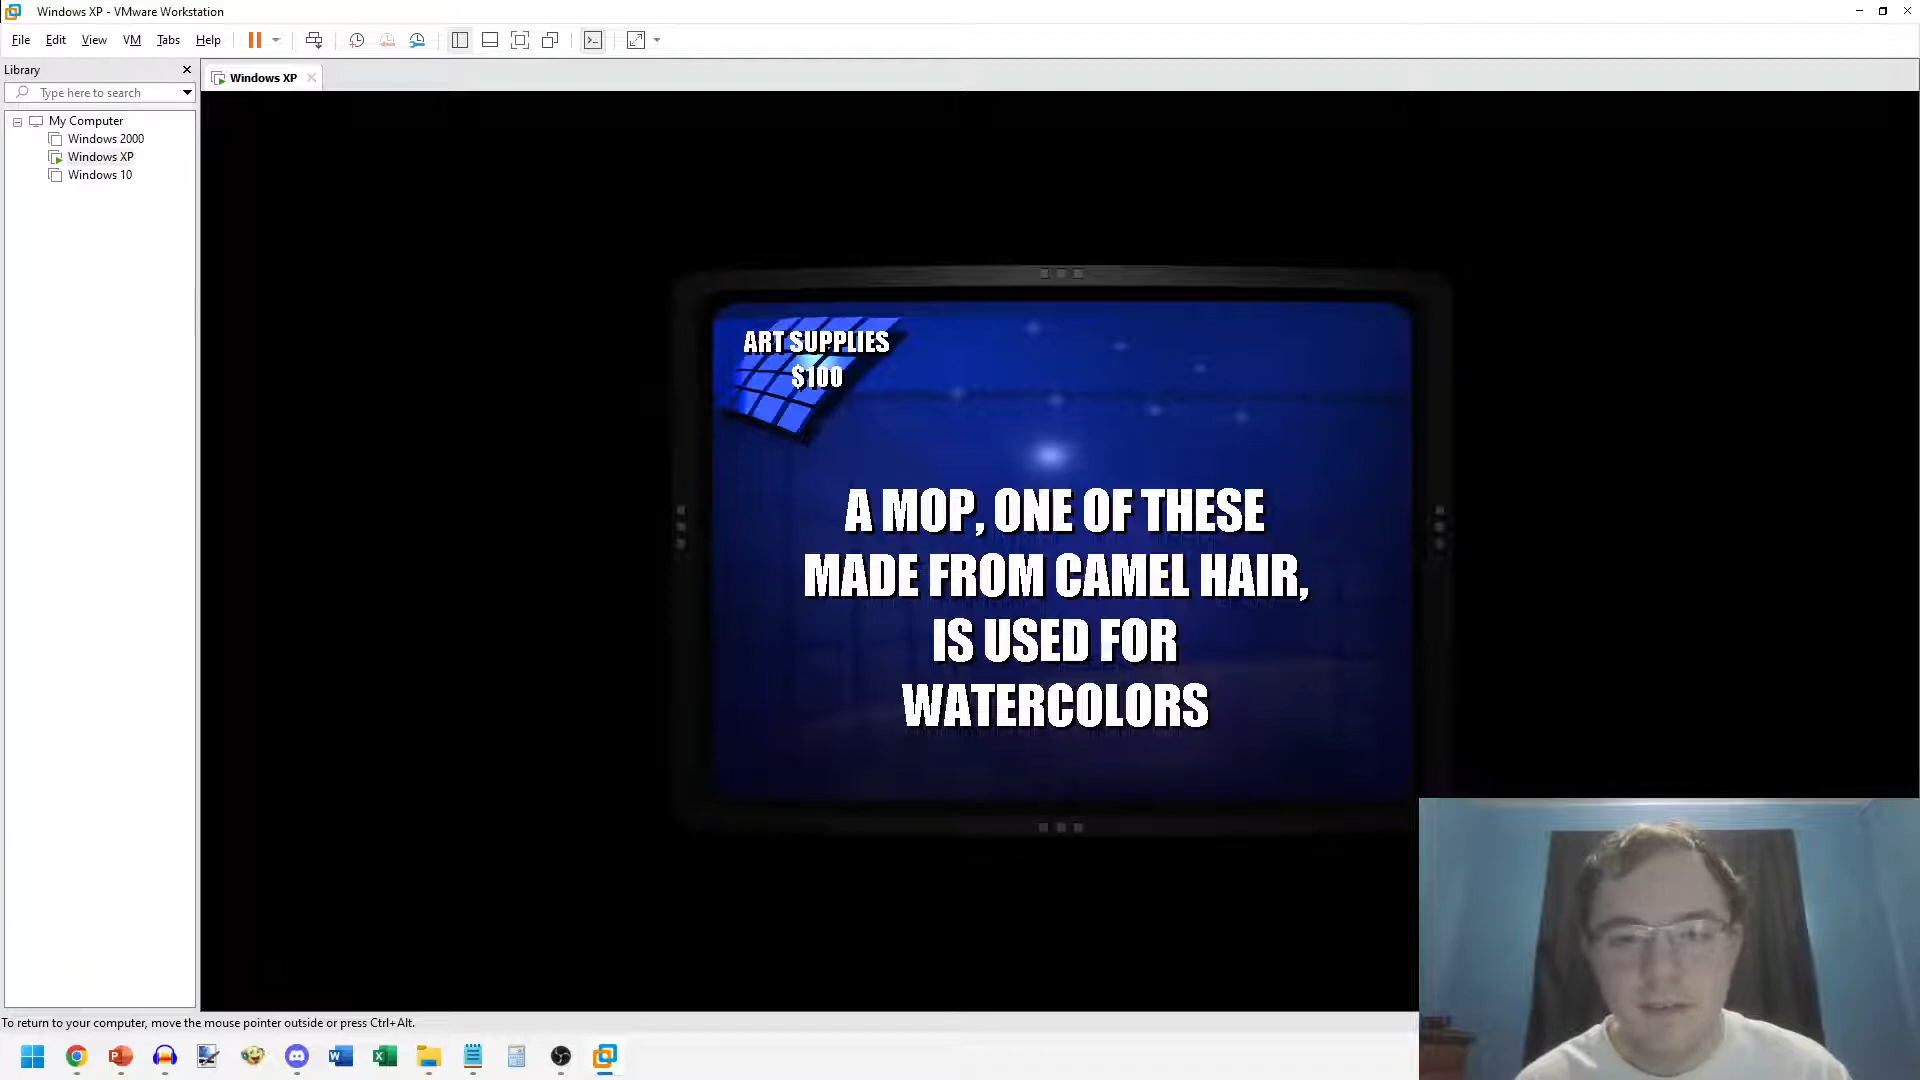 Windows XP - VMware Workstation
File Edit View VM Tabs Help
Library
Windows XP
Type here to search
My Computer
Windows 2000
Windows XP
Windows 10
ART SUPPLIES
$100
A MOP, ONE OF THESE
MADE FROM CAMEL HAIR,
IS USED FOR
WATERCOLORS
To return to your computer, move the mouse pointer outside or press Ctrl+Alt.